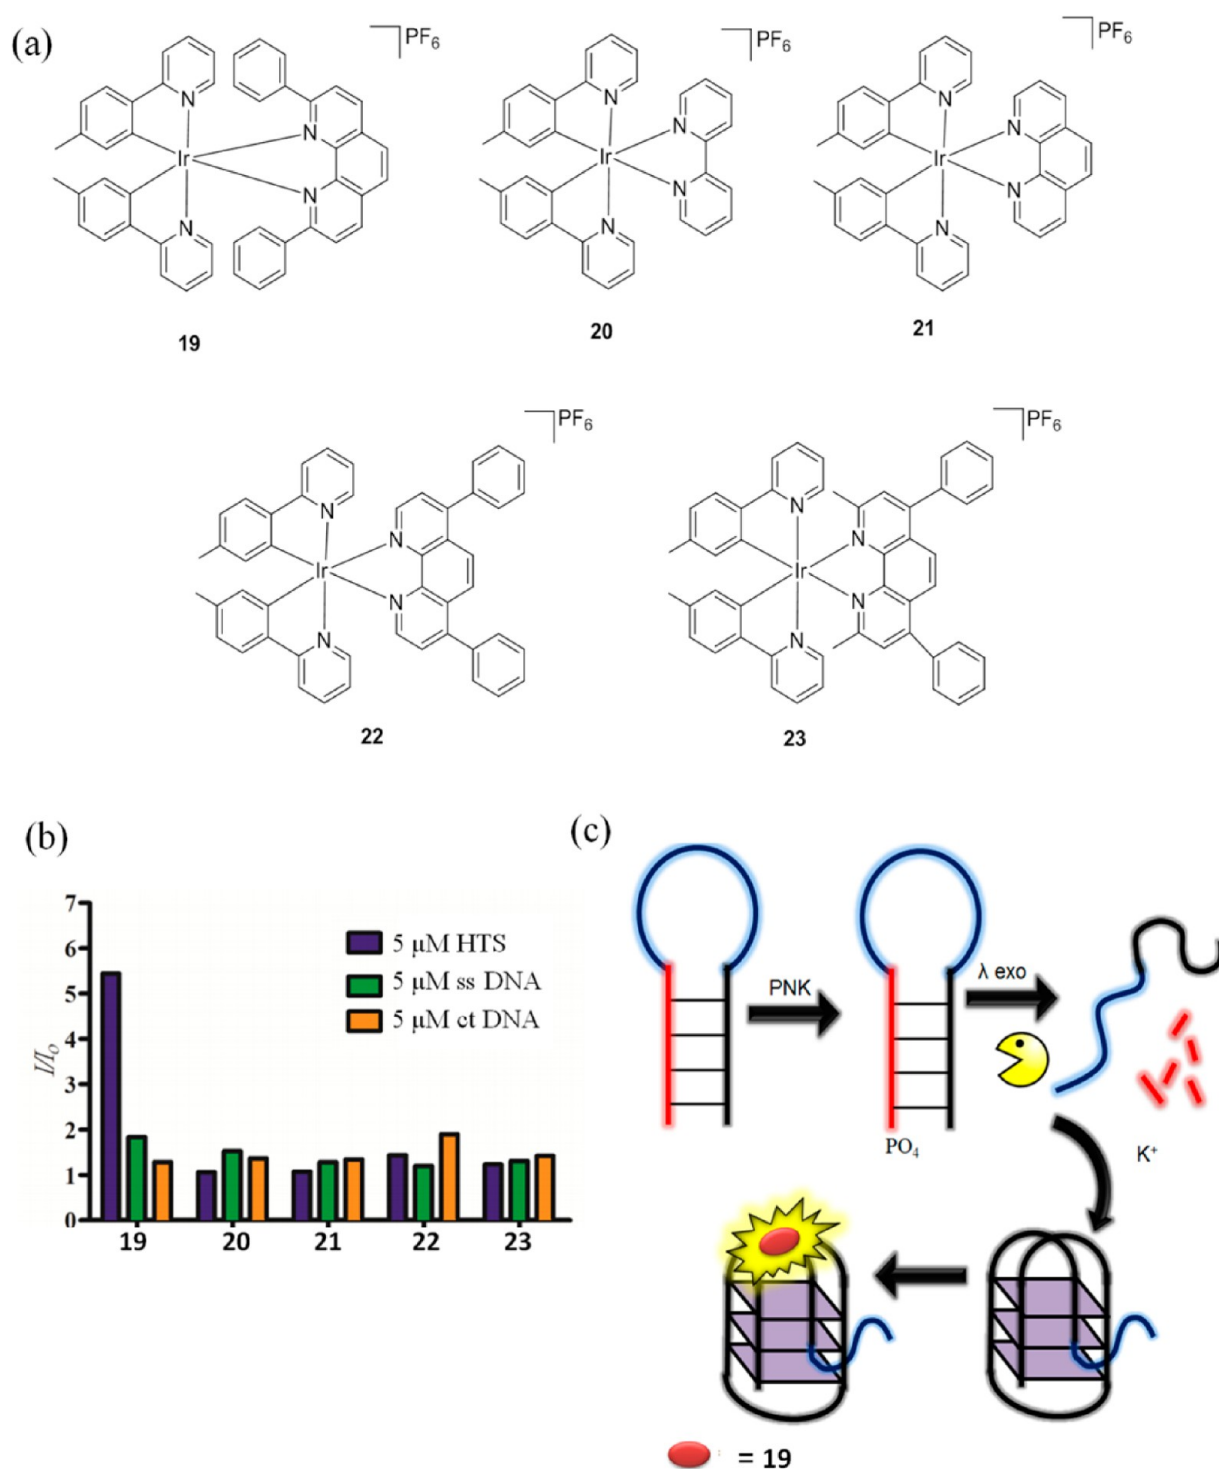 (a)
PF6
PF6
PF6
N
N
N
N
Ir
N
N
N
N
Ir
N
N
N
N
Ir
19
20
21
PF6
PF6
N
N
N
N
Ir
N
N
N
N
Ir
22
23
(b)
7
6
5
4
3
2
1
0
I/Io
5 μM HTS
5 μM ss DNA
5 μM ct DNA
19 20 21 22 23
(c)
PNK
λ exo
PO4
K+
= 19